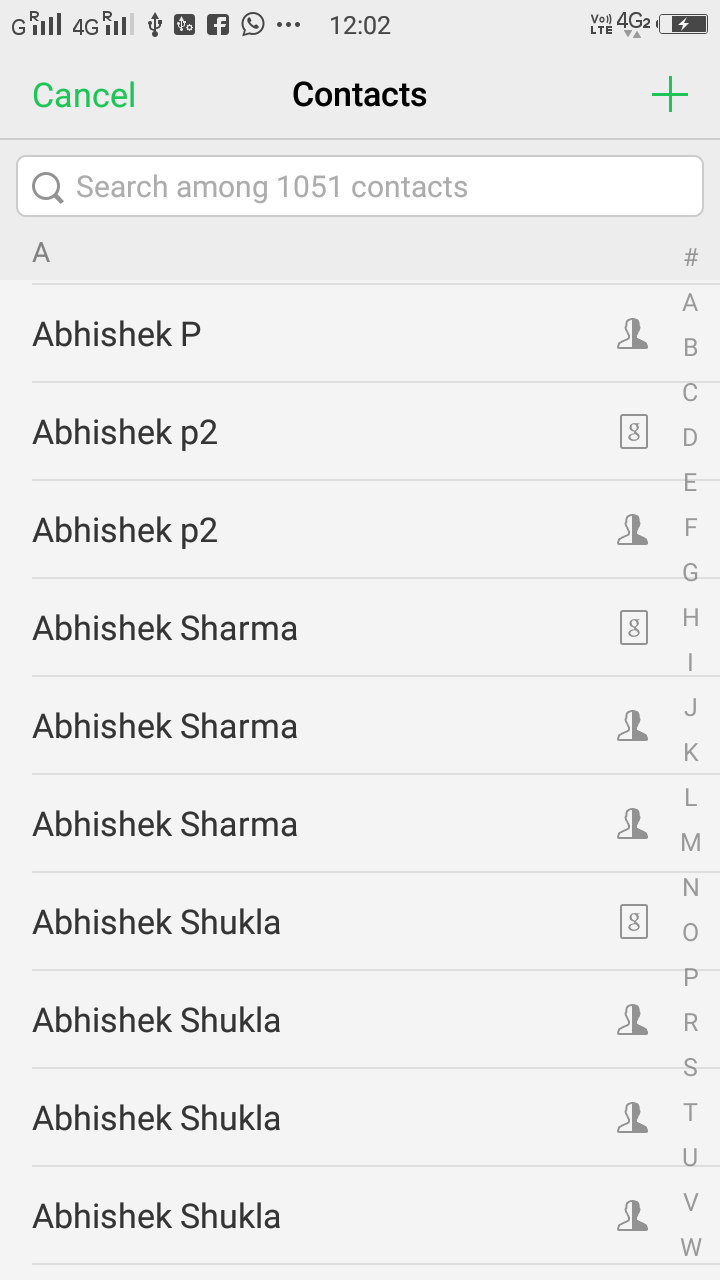 G R 4G R 12:02 Vo)) LTE 4G2
Cancel Contacts
Search among 1051 contacts
A
#
Abhishek P
A
B
C
Abhishek p2
D
E
Abhishek p2
F
G
Abhishek Sharma
H
I
Abhishek Sharma
J
K
Abhishek Sharma
L
M
Abhishek Shukla
N
O
P
Abhishek Shukla
R
S
Abhishek Shukla
T
U
Abhishek Shukla
V
W